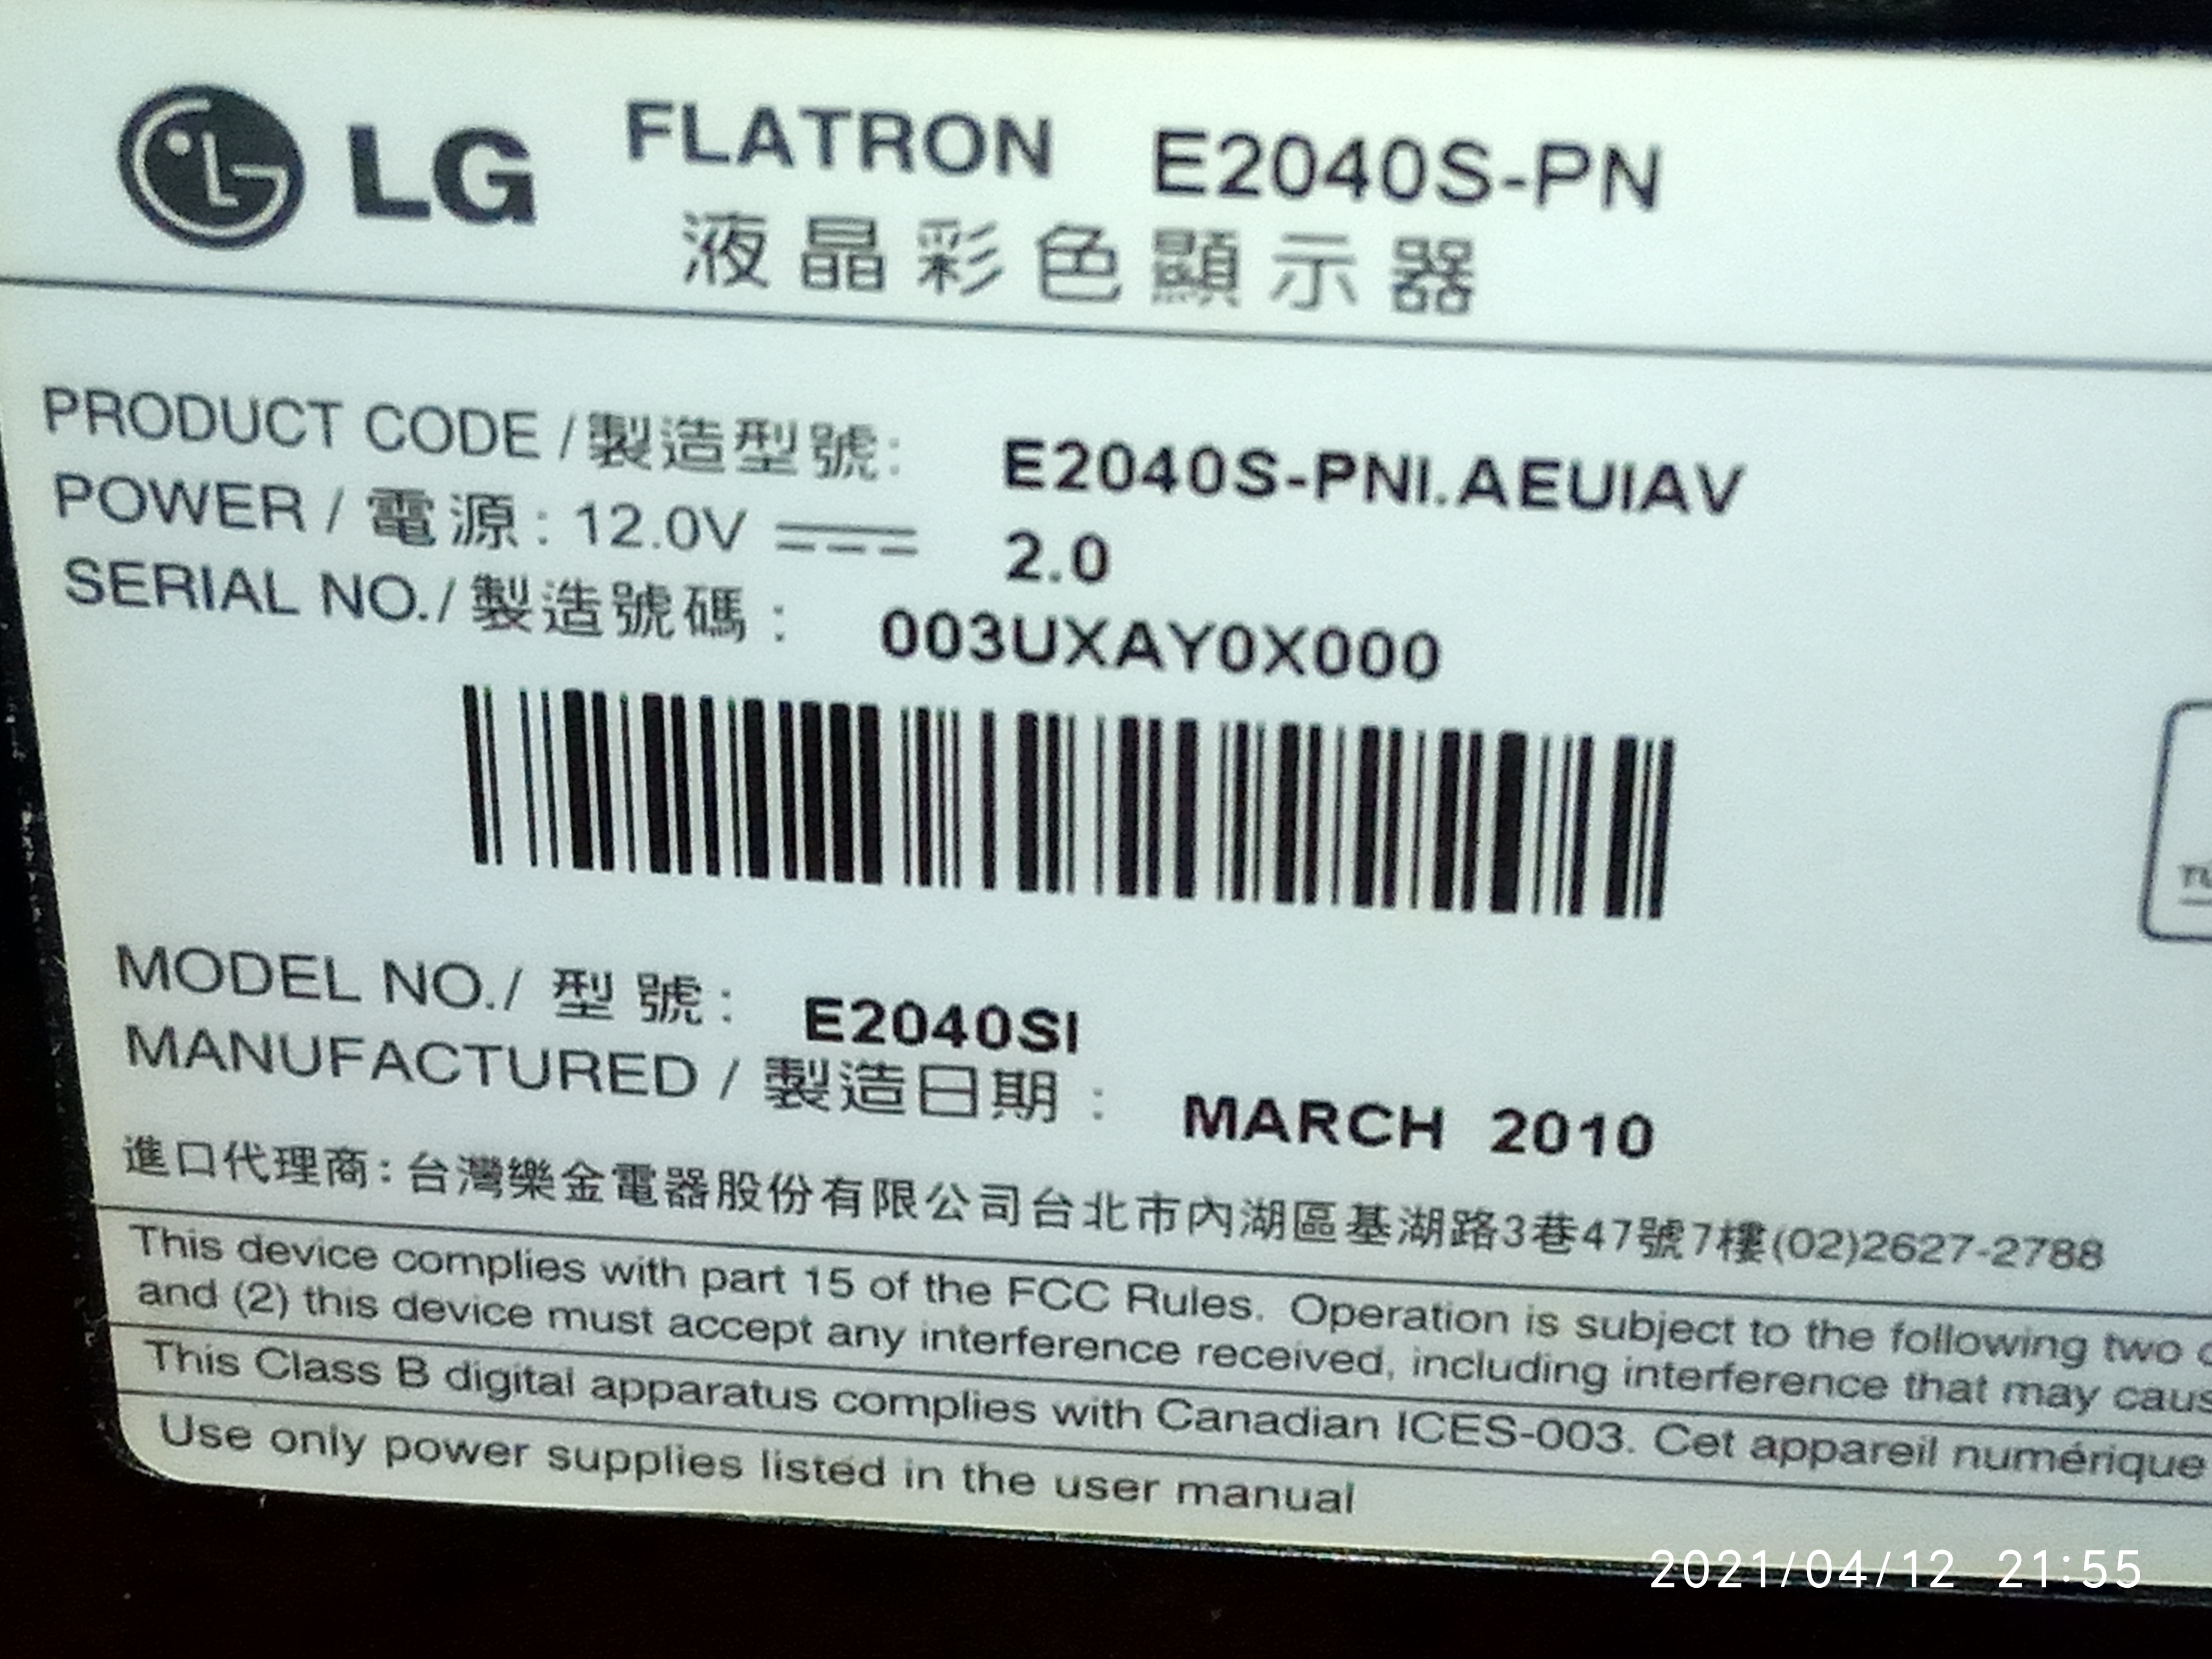 LG FLATRON E2040S-PN
液晶彩色顯示器
PRODUCT CODE / 製造型號: E2040S-PNI.AEUIAV
POWER / 電源: 12.0V ⎓ 2.0
SERIAL NO./ 製造號碼: 003UXAY0X000
MODEL NO./ 型號: E2040SI
MANUFACTURED / 製造日期: MARCH 2010
進口代理商: 台灣樂金電器股份有限公司台北市內湖區基湖路3巷47號7樓(02)2627-2788
This device complies with part 15 of the FCC Rules. Operation is subject to the following two
and (2) this device must accept any interference received, including interference that may caus
This Class B digital apparatus complies with Canadian ICES-003. Cet appareil numérique
Use only power supplies listed in the user manual
2021/04/12 21:55